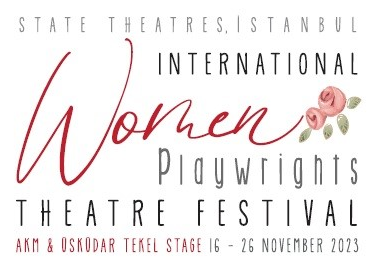 STATE THEATRES, ISTANBUL
INTERNATIONAL
Women
Playwrights
THEATRE FESTIVAL
AKM & ÜSKÜDAR TEKEL STAGE 16 - 26 NOVEMBER 2023